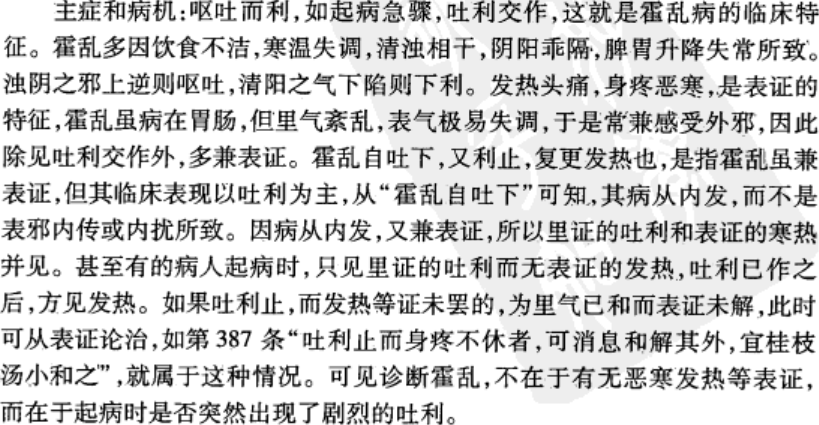 主症和病机:呕吐而利,如起病急骤,吐利交作,这就是霍乱病的临床特
征。霍乱多因饮食不洁,寒温失调,清浊相干,阴阳乖隔,脾胃升降失常所致。
浊阴之邪上逆则呕吐,清阳之气下陷则下利。发热头痛,身疼恶寒,是表证的
特征,霍乱虽病在胃肠,但里气紊乱,表气极易失调,于是常兼感受外邪,因此
除见吐利交作外,多兼表证。霍乱自吐下,又利止,复更发热也,是指霍乱虽兼
表证,但其临床表现以吐利为主,从“霍乱自吐下”可知,其病从内发,而不是
表邪内传或内扰所致。因病从内发,又兼表证,所以里证的吐利和表证的寒热
并见。甚至有的病人起病时,只见里证的吐利而无表证的发热,吐利已作之
后,方见发热。如果吐利止,而发热等证未罢的,为里气已和而表证未解,此时
可从表证论治,如第 387 条“吐利止而身疼不休者,可消息和解其外,宜桂枝
汤小和之”,就属于这种情况。可见诊断霍乱,不在于有无恶寒发热等表证,
而在于起病时是否突然出现了剧烈的吐利。